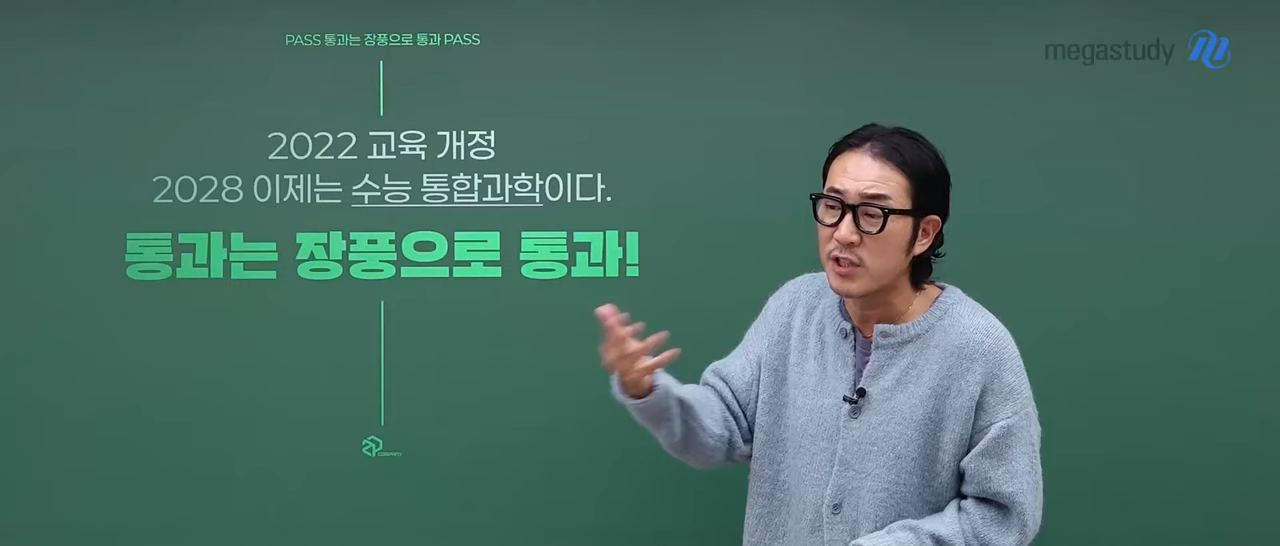 PASS 통과는 장풍으로 통과 PASS
megastudy
2022 교육 개정
2028 이제는 수능 통합과학이다.
통과는 장풍으로 통과!